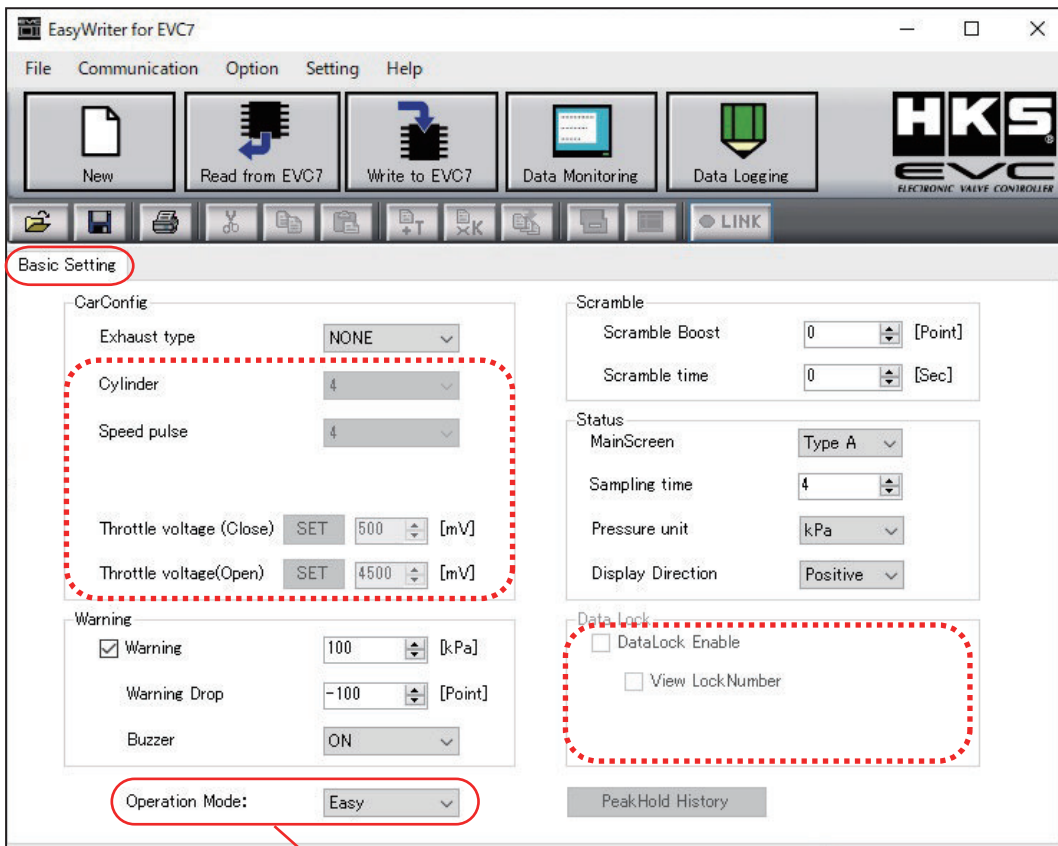 EasyWriter for EVC7
File Communication Option Setting Help
New
Read from EVC7
Write to EVC7
Data Monitoring
Data Logging
HKS
EVC
ELECTRONIC VALVE CONTROLLER
LINK
Basic Setting
CarConfig
Exhaust type NONE
Cylinder 4
Speed pulse 4
Throttle voltage (Close) SET 500 [mV]
Throttle voltage(Open) SET 4500 [mV]
Warning
Warning 100 [kPa]
Warning Drop -100 [Point]
Buzzer ON
Operation Mode: Easy
Scramble
Scramble Boost 0 [Point]
Scramble time 0 [Sec]
Status
MainScreen Type A
Sampling time 4
Pressure unit kPa
Display Direction Positive
Data Lock
DataLock Enable
View LockNumber
PeakHold History